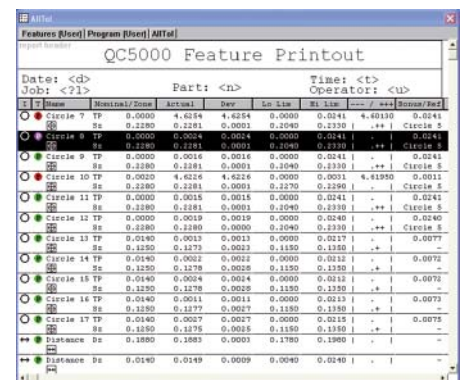 AllTol
Features [User] Program [User] AllTol
report header
QC5000 Feature Printout
Date: <d> Time: <t>
Job: <?1> Part: <n> Operator: <u>
I T Name Nominal/Zone Actual Dev Lo Lim Hi Lim --- / +++ Bonus/Ref
Circle 7 TP 0.0000 4.6254 4.6254 0.0000 0.0241 4.60130 0.0241
Sz 0.2280 0.2281 0.0001 0.2040 0.2330 | .++ | Circle 5
Circle 8 TP 0.0000 0.0024 0.0024 0.0000 0.0241 | . | 0.0241
Sz 0.2280 0.2281 0.0001 0.2040 0.2330 | .++ | Circle 5
Circle 9 TP 0.0000 0.0016 0.0016 0.0000 0.0241 | . | 0.0241
Sz 0.2280 0.2281 0.0001 0.2040 0.2330 | .++ | Circle 5
Circle 10 TP 0.0020 4.6226 4.6226 0.0000 0.0031 4.61950 0.0011
Sz 0.2280 0.2281 0.0001 0.2270 0.2290 | . | Circle 5
Circle 11 TP 0.0000 0.0015 0.0015 0.0000 0.0241 | . | 0.0241
Sz 0.2280 0.2281 0.0001 0.2040 0.2330 | .++ | Circle 5
Circle 12 TP 0.0000 0.0019 0.0019 0.0000 0.0240 | . | 0.0240
Sz 0.2280 0.2280 0.0000 0.2040 0.2330 | .++ | Circle 5
Circle 13 TP 0.0140 0.0013 0.0013 0.0000 0.0217 | . | 0.0077
Sz 0.1250 0.1273 0.0023 0.1150 0.1350 | .+ | -
Circle 14 TP 0.0140 0.0022 0.0022 0.0000 0.0212 | . | 0.0072
Sz 0.1250 0.1278 0.0028 0.1150 0.1350 | .+ | -
Circle 15 TP 0.0140 0.0024 0.0024 0.0000 0.0212 | . | 0.0072
Sz 0.1250 0.1278 0.0028 0.1150 0.1350 | .+ | -
Circle 16 TP 0.0140 0.0011 0.0011 0.0000 0.0213 | . | 0.0073
Sz 0.1250 0.1277 0.0027 0.1150 0.1350 | .+ | -
Circle 17 TP 0.0140 0.0027 0.0027 0.0000 0.0215 | . | 0.0075
Sz 0.1250 0.1275 0.0025 0.1150 0.1350 | .+ | -
Distance Dz 0.1880 0.1883 0.0003 0.1780 0.1980 | . | -
Distance Dz 0.0140 0.0149 0.0009 0.0040 0.0240 | . | -